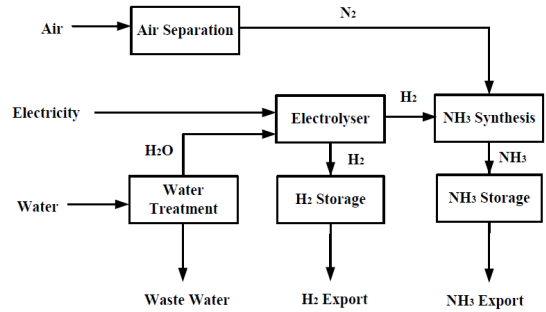 N2
Air
Air Separation
H2
Electricity
Electrolyser
NH3 Synthesis
H2O
H2
NH3
Water
Water
Treatment
H2 Storage
NH3 Storage
Waste Water
H2 Export
NH3 Export